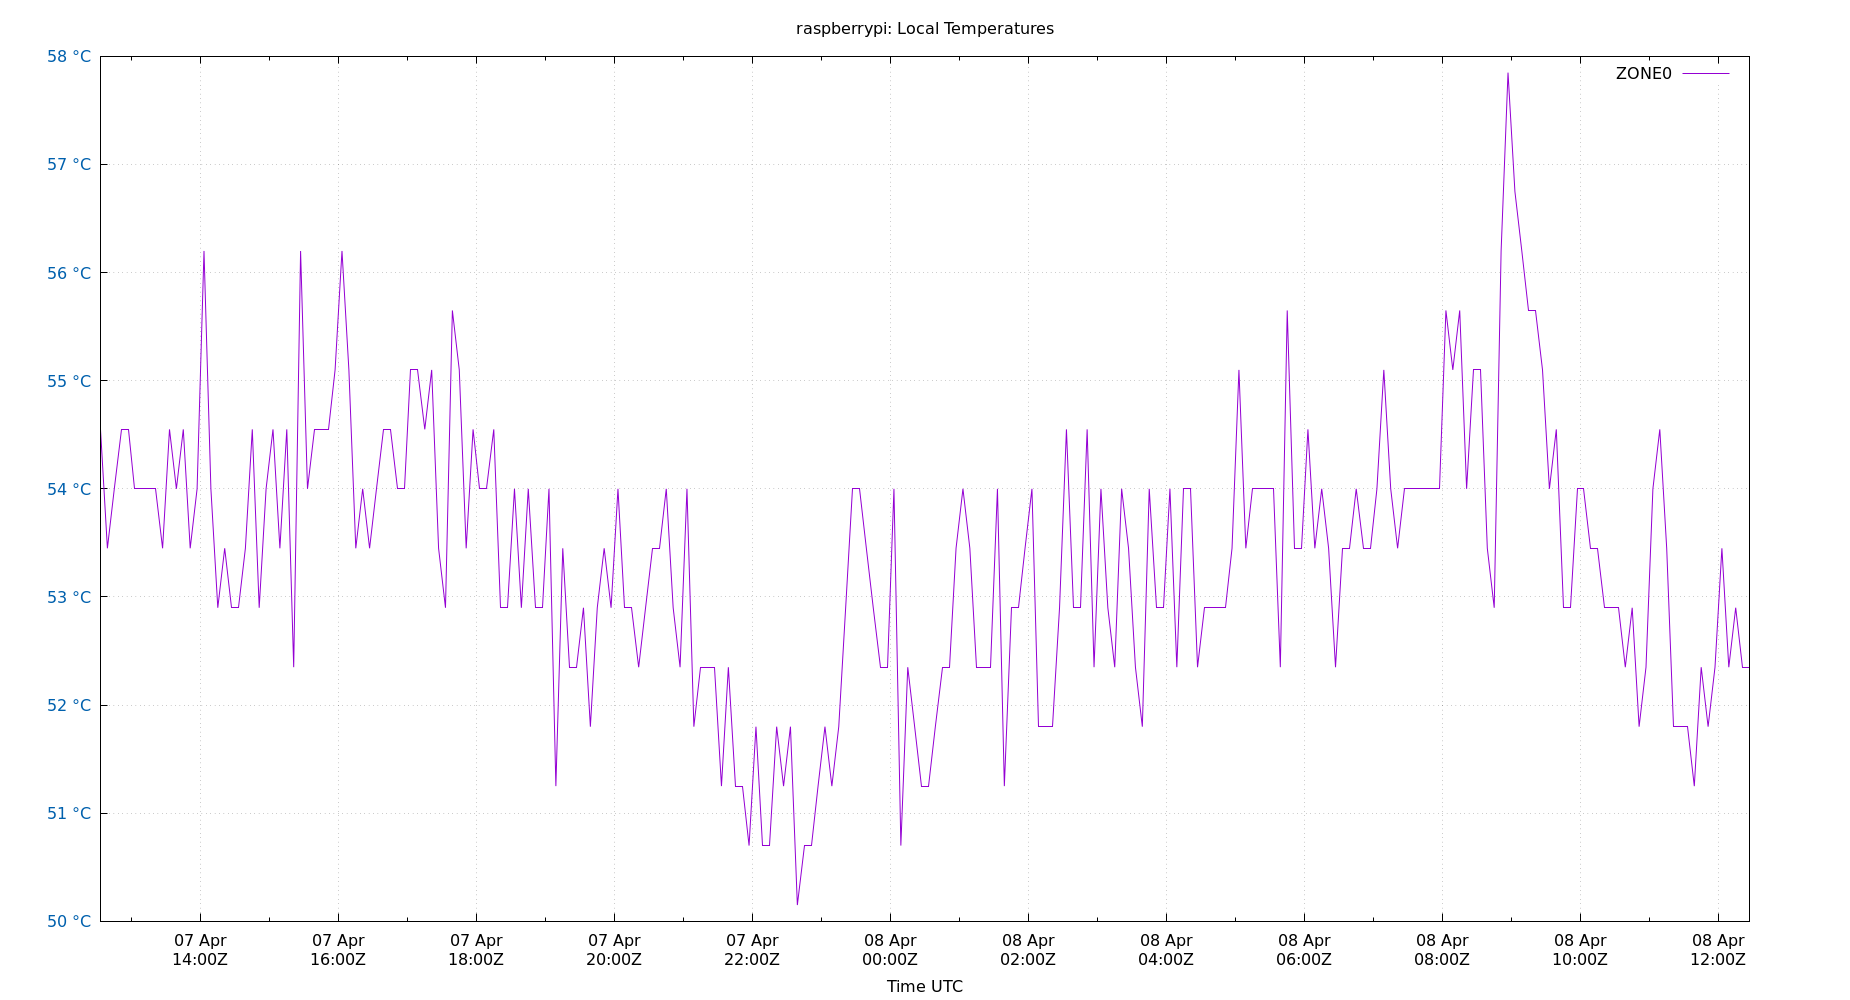 raspberrypi: Local Temperatures
58 °C
ZONE0
57 °C
56 °C
55 °C
54 °C
53 °C
52 °C
51 °C
50 °C
07 Apr 07 Apr 07 Apr 07 Apr 07 Apr 08 Apr 08 Apr 08 Apr 08 Apr 08 Apr 08 Apr 08 Apr
14:00Z 16:00Z 18:00Z 20:00Z 22:00Z 00:00Z 02:00Z 04:00Z 06:00Z 08:00Z 10:00Z 12:00Z
Time UTC